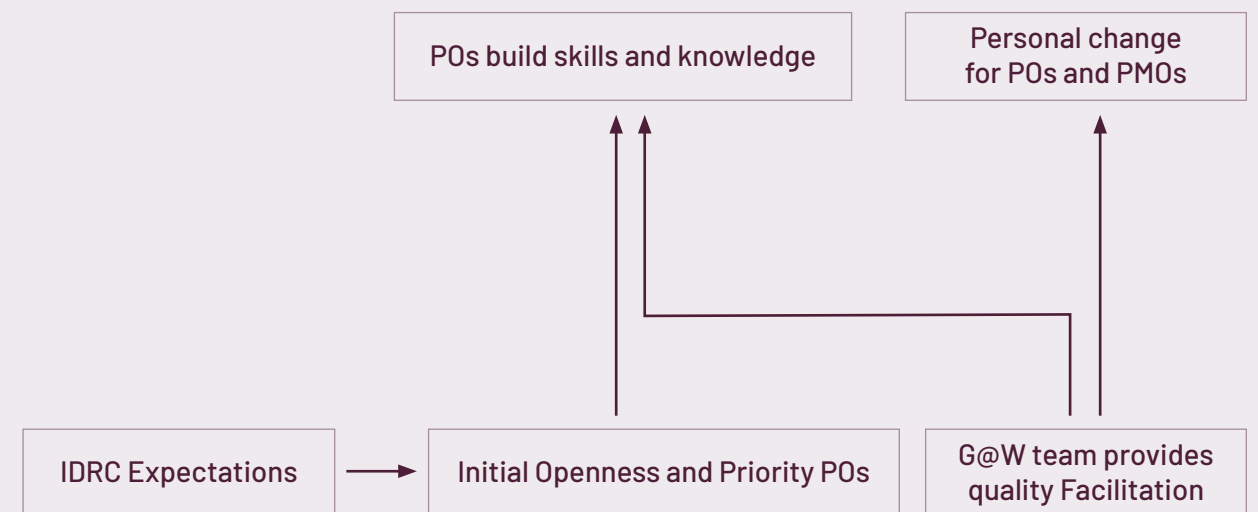 POs build skills and knowledge
Personal change
for POs and PMOs
IDRC Expectations
Initial Openness and Priority POs
G@W team provides
quality Facilitation